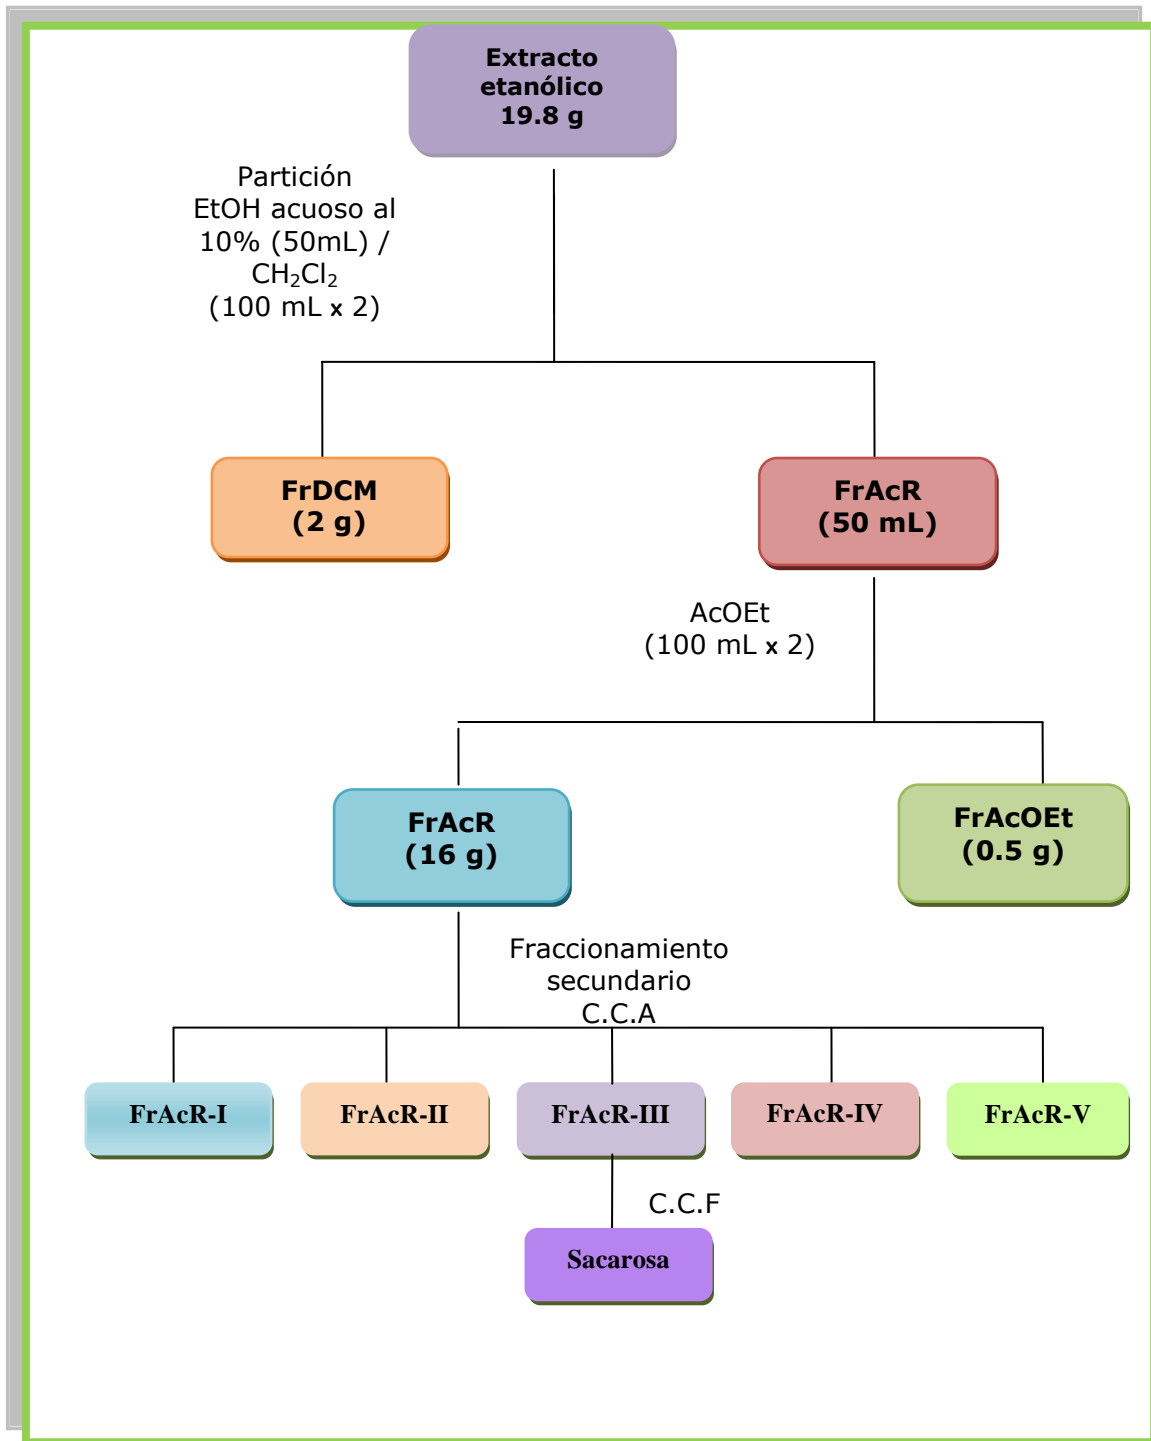 Extracto
etanólico
19.8 g
Partición
EtOH acuoso al
10% (50mL) /
CH₂Cl₂
(100 mL x 2)
FrDCM
(2 g)
FrAcR
(50 mL)
AcOEt
(100 mL x 2)
FrAcR
(16 g)
FrAcOEt
(0.5 g)
Fraccionamiento
secundario
C.C.A
FrAcR-I
FrAcR-II
FrAcR-III
FrAcR-IV
FrAcR-V
C.C.F
Sacarosa